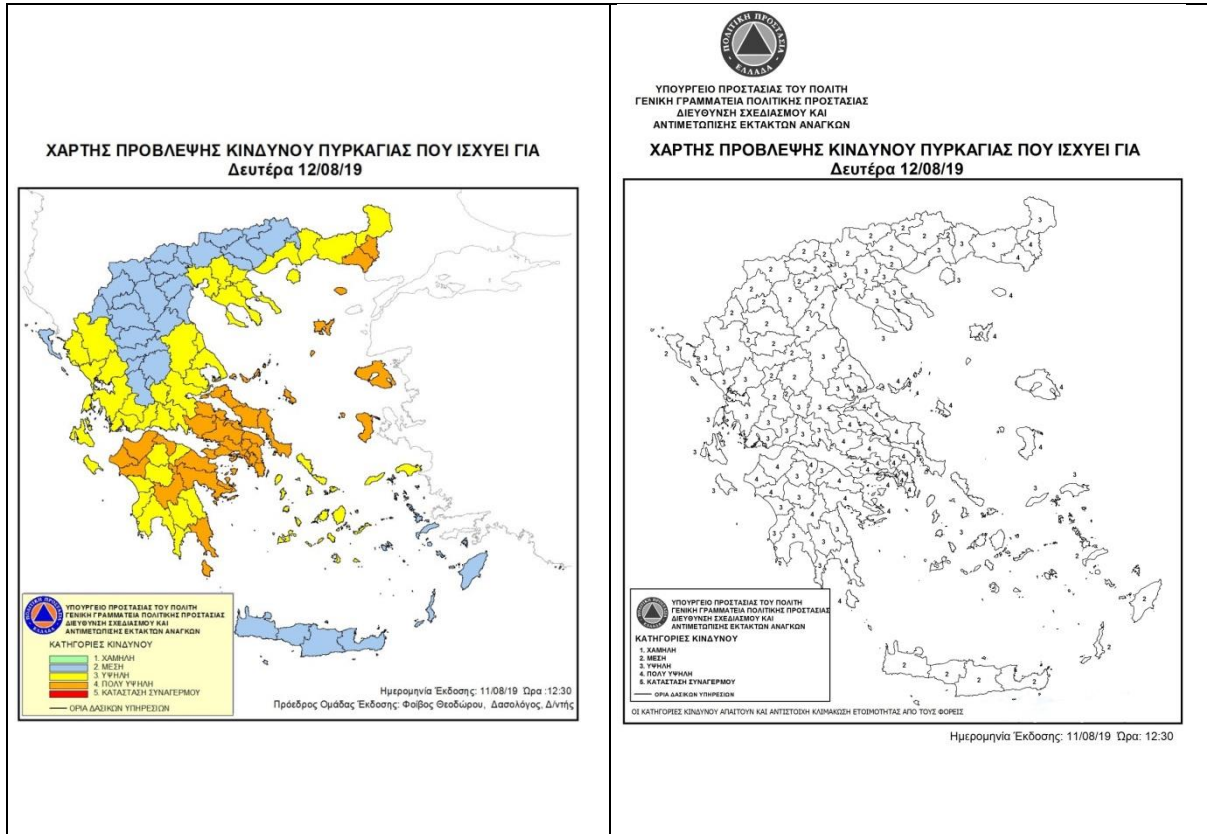 ΧΑΡΤΗΣ ΠΡΟΒΛΕΨΗΣ ΚΙΝΔΥΝΟΥ ΠΥΡΚΑΓΙΑΣ ΠΟΥ ΙΣΧΥΕΙ ΓΙΑ
Δευτέρα 12/08/19
ΠΟΛΙΤΙΚΗ ΠΡΟΣΤΑΣΙΑ
ΕΛΛΑΔΑ
ΥΠΟΥΡΓΕΙΟ ΠΡΟΣΤΑΣΙΑΣ ΤΟΥ ΠΟΛΙΤΗ
ΓΕΝΙΚΗ ΓΡΑΜΜΑΤΕΙΑ ΠΟΛΙΤΙΚΗΣ ΠΡΟΣΤΑΣΙΑΣ
ΔΙΕΥΘΥΝΣΗ ΣΧΕΔΙΑΣΜΟΥ ΚΑΙ
ΑΝΤΙΜΕΤΩΠΙΣΗΣ ΕΚΤΑΚΤΩΝ ΑΝΑΓΚΩΝ
ΚΑΤΗΓΟΡΙΕΣ ΚΙΝΔΥΝΟΥ
1. ΧΑΜΗΛΗ
2. ΜΕΣΗ
3. ΥΨΗΛΗ
4. ΠΟΛΥ ΥΨΗΛΗ
5. ΚΑΤΑΣΤΑΣΗ ΣΥΝΑΓΕΡΜΟΥ
ΟΡΙΑ ΔΑΣΙΚΩΝ ΥΠΗΡΕΣΙΩΝ
Ημερομηνία Έκδοσης: 11/08/19 Ώρα :12:30
Πρόεδρος Ομάδας Έκδοσης: Φοίβος Θεοδώρου, Δασολόγος, Δ/ντής
ΠΟΛΙΤΙΚΗ ΠΡΟΣΤΑΣΙΑ
ΕΛΛΑΔΑ
ΥΠΟΥΡΓΕΙΟ ΠΡΟΣΤΑΣΙΑΣ ΤΟΥ ΠΟΛΙΤΗ
ΓΕΝΙΚΗ ΓΡΑΜΜΑΤΕΙΑ ΠΟΛΙΤΙΚΗΣ ΠΡΟΣΤΑΣΙΑΣ
ΔΙΕΥΘΥΝΣΗ ΣΧΕΔΙΑΣΜΟΥ ΚΑΙ
ΑΝΤΙΜΕΤΩΠΙΣΗΣ ΕΚΤΑΚΤΩΝ ΑΝΑΓΚΩΝ
ΧΑΡΤΗΣ ΠΡΟΒΛΕΨΗΣ ΚΙΝΔΥΝΟΥ ΠΥΡΚΑΓΙΑΣ ΠΟΥ ΙΣΧΥΕΙ ΓΙΑ
Δευτέρα 12/08/19
ΥΠΟΥΡΓΕΙΟ ΠΡΟΣΤΑΣΙΑΣ ΤΟΥ ΠΟΛΙΤΗ
ΓΕΝΙΚΗ ΓΡΑΜΜΑΤΕΙΑ ΠΟΛΙΤΙΚΗΣ ΠΡΟΣΤΑΣΙΑΣ
ΔΙΕΥΘΥΝΣΗ ΣΧΕΔΙΑΣΜΟΥ ΚΑΙ
ΑΝΤΙΜΕΤΩΠΙΣΗΣ ΕΚΤΑΚΤΩΝ ΑΝΑΓΚΩΝ
ΚΑΤΗΓΟΡΙΕΣ ΚΙΝΔΥΝΟΥ
1. ΧΑΜΗΛΗ
2. ΜΕΣΗ
3. ΥΨΗΛΗ
4. ΠΟΛΥ ΥΨΗΛΗ
5. ΚΑΤΑΣΤΑΣΗ ΣΥΝΑΓΕΡΜΟΥ
ΟΡΙΑ ΔΑΣΙΚΩΝ ΥΠΗΡΕΣΙΩΝ
ΟΙ ΚΑΤΗΓΟΡΙΕΣ ΚΙΝΔΥΝΟΥ ΑΠΑΙΤΟΥΝ ΚΑΙ ΑΝΤΙΣΤΟΙΧΗ ΚΛΙΜΑΚΩΣΗ ΕΤΟΙΜΟΤΗΤΑΣ ΑΠΟ ΤΟΥΣ ΦΟΡΕΙΣ
Ημερομηνία Έκδοσης: 11/08/19 Ώρα: 12:30